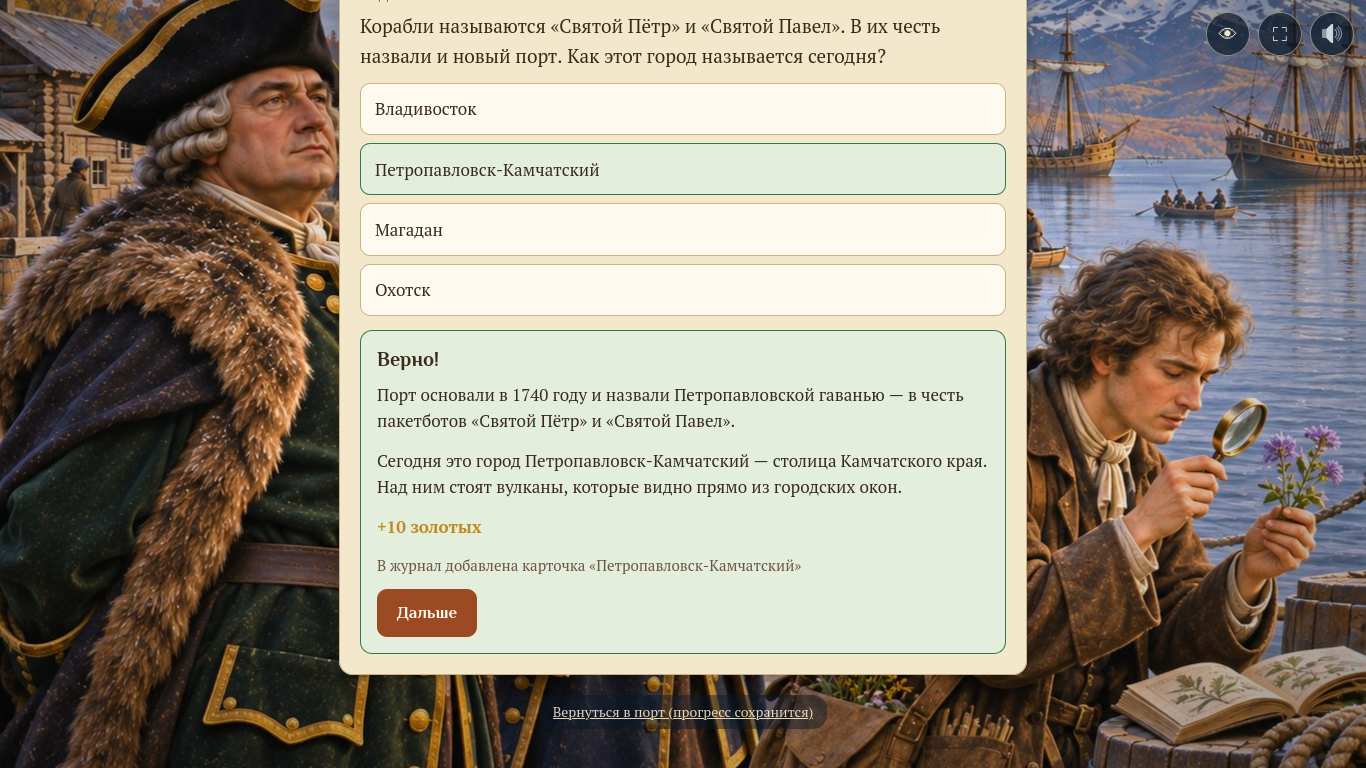 Корабли называются «Святой Пётр» и «Святой Павел». В их честь
назвали и новый порт. Как этот город называется сегодня?
Владивосток
Петропавловск-Камчатский
Магадан
Охотск
Верно!
Порт основали в 1740 году и назвали Петропавловской гаванью — в честь
пакетботов «Святой Пётр» и «Святой Павел».
Сегодня это город Петропавловск-Камчатский — столица Камчатского края.
Над ним стоят вулканы, которые видно прямо из городских окон.
+10 золотых
В журнал добавлена карточка «Петропавловск-Камчатский»
Дальше
Вернуться в порт (прогресс сохранится)